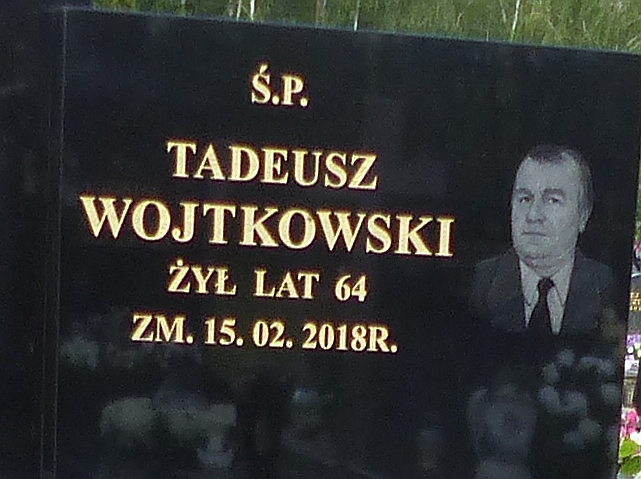 Ś.P.
TADEUSZ
WOJTKOWSKI
ŻYŁ LAT 64
ZM. 15. 02. 2018R.